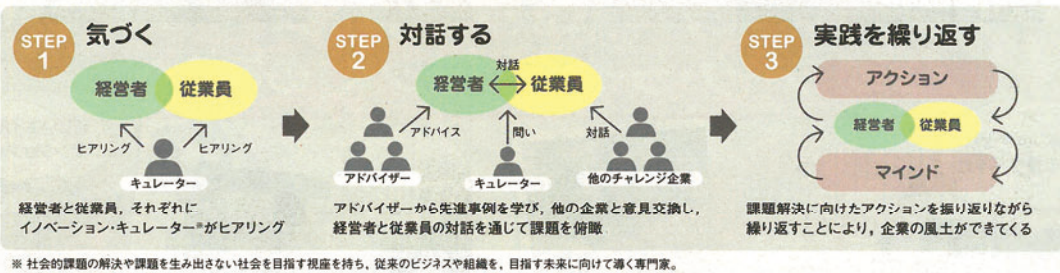 STEP
1
気づく
経営者
従業員
ヒアリング
ヒアリング
キュレーター
経営者と従業員，それぞれに
イノベーション・キュレーター※がヒアリング
STEP
2
対話する
対話
経営者
従業員
アドバイス
問い
対話
アドバイザー
キュレーター
他のチャレンジ企業
アドバイザーから先進事例を学び，他の企業と意見交換し，
経営者と従業員の対話を通じて課題を俯瞰
STEP
3
実践を繰り返す
アクション
経営者
従業員
マインド
課題解決に向けたアクションを振り返りながら
繰り返すことにより，企業の風土ができてくる
※ 社会的課題の解決や課題を生み出さない社会を目指す視座を持ち，従来のビジネスや組織を，目指す未来に向けて導く専門家。